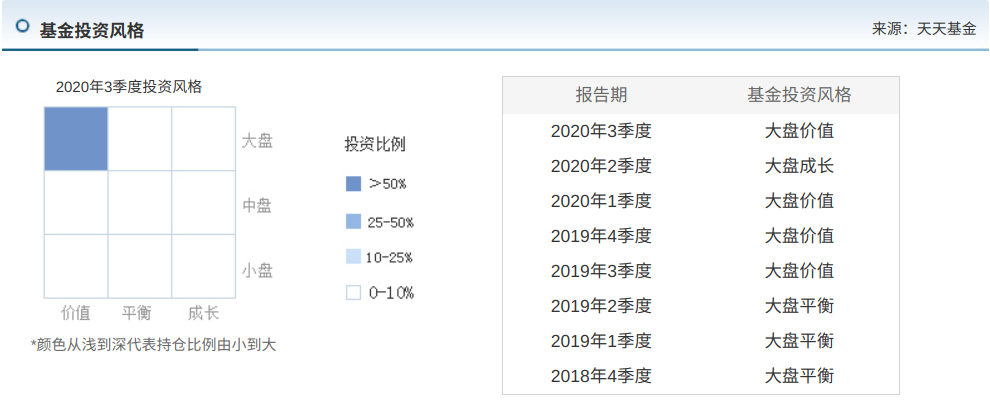 基金投资风格
来源：天天基金
2020年3季度投资风格
大盘
中盘
小盘
价值 平衡 成长
*颜色从浅到深代表持仓比例由小到大
投资比例
>50%
25-50%
10-25%
0-10%
报告期 基金投资风格
2020年3季度 大盘价值
2020年2季度 大盘成长
2020年1季度 大盘价值
2019年4季度 大盘价值
2019年3季度 大盘价值
2019年2季度 大盘平衡
2019年1季度 大盘平衡
2018年4季度 大盘平衡